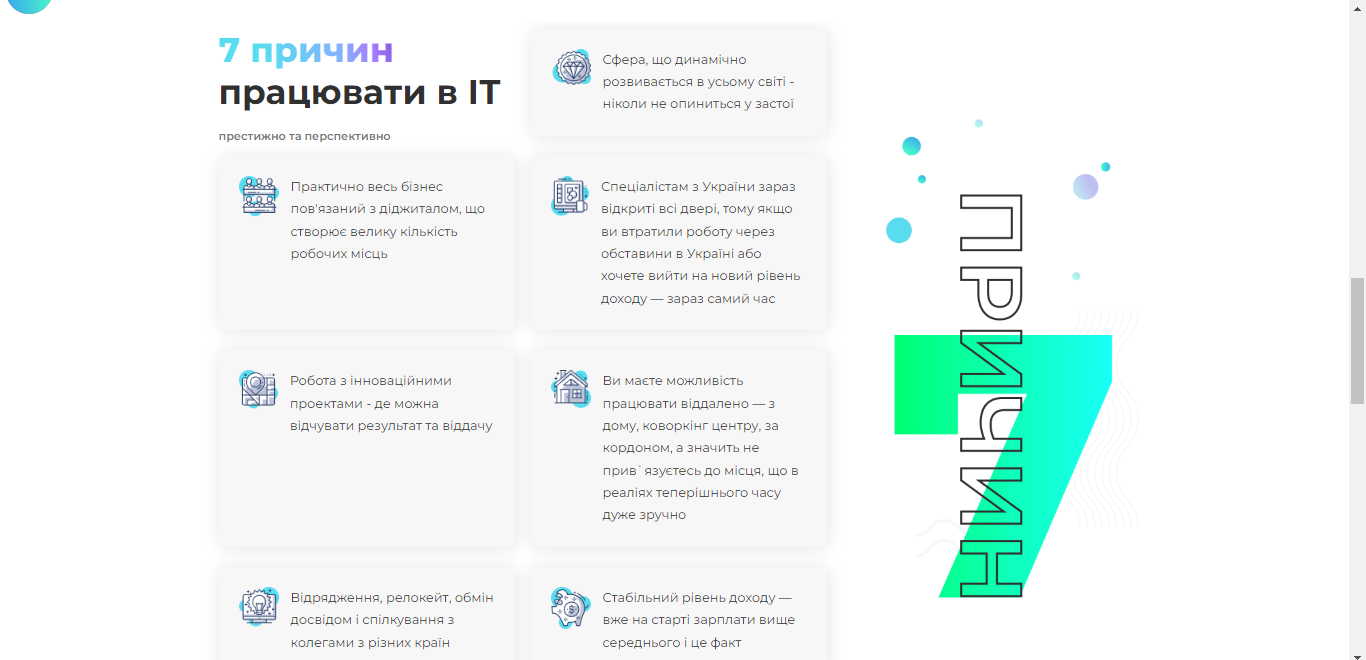 7 причин
працювати в IT
престижно та перспективно
Сфера, що динамічно
розвивається в усьому світі -
ніколи не опиниться у застої
Практично весь бізнес
пов'язаний з діджиталом, що
створює велику кількість
робочих місць
Спеціалістам з України зараз
відкриті всі двері, тому якщо
ви втратили роботу через
обставини в Україні або
хочете вийти на новий рівень
доходу — зараз самий час
Робота з інноваційними
проектами - де можна
відчувати результат та віддачу
Ви маєте можливість
працювати віддалено — з
дому, коворкінг центру, за
кордоном, а значить не
прив`язуєтесь до місця, що в
реаліях теперішнього часу
дуже зручно
Відрядження, релокейт, обмін
досвідом і спілкування з
колегами з різних країн
Стабільний рівень доходу —
вже на старті зарплати вище
середнього і це факт
7
ПРИЧИН